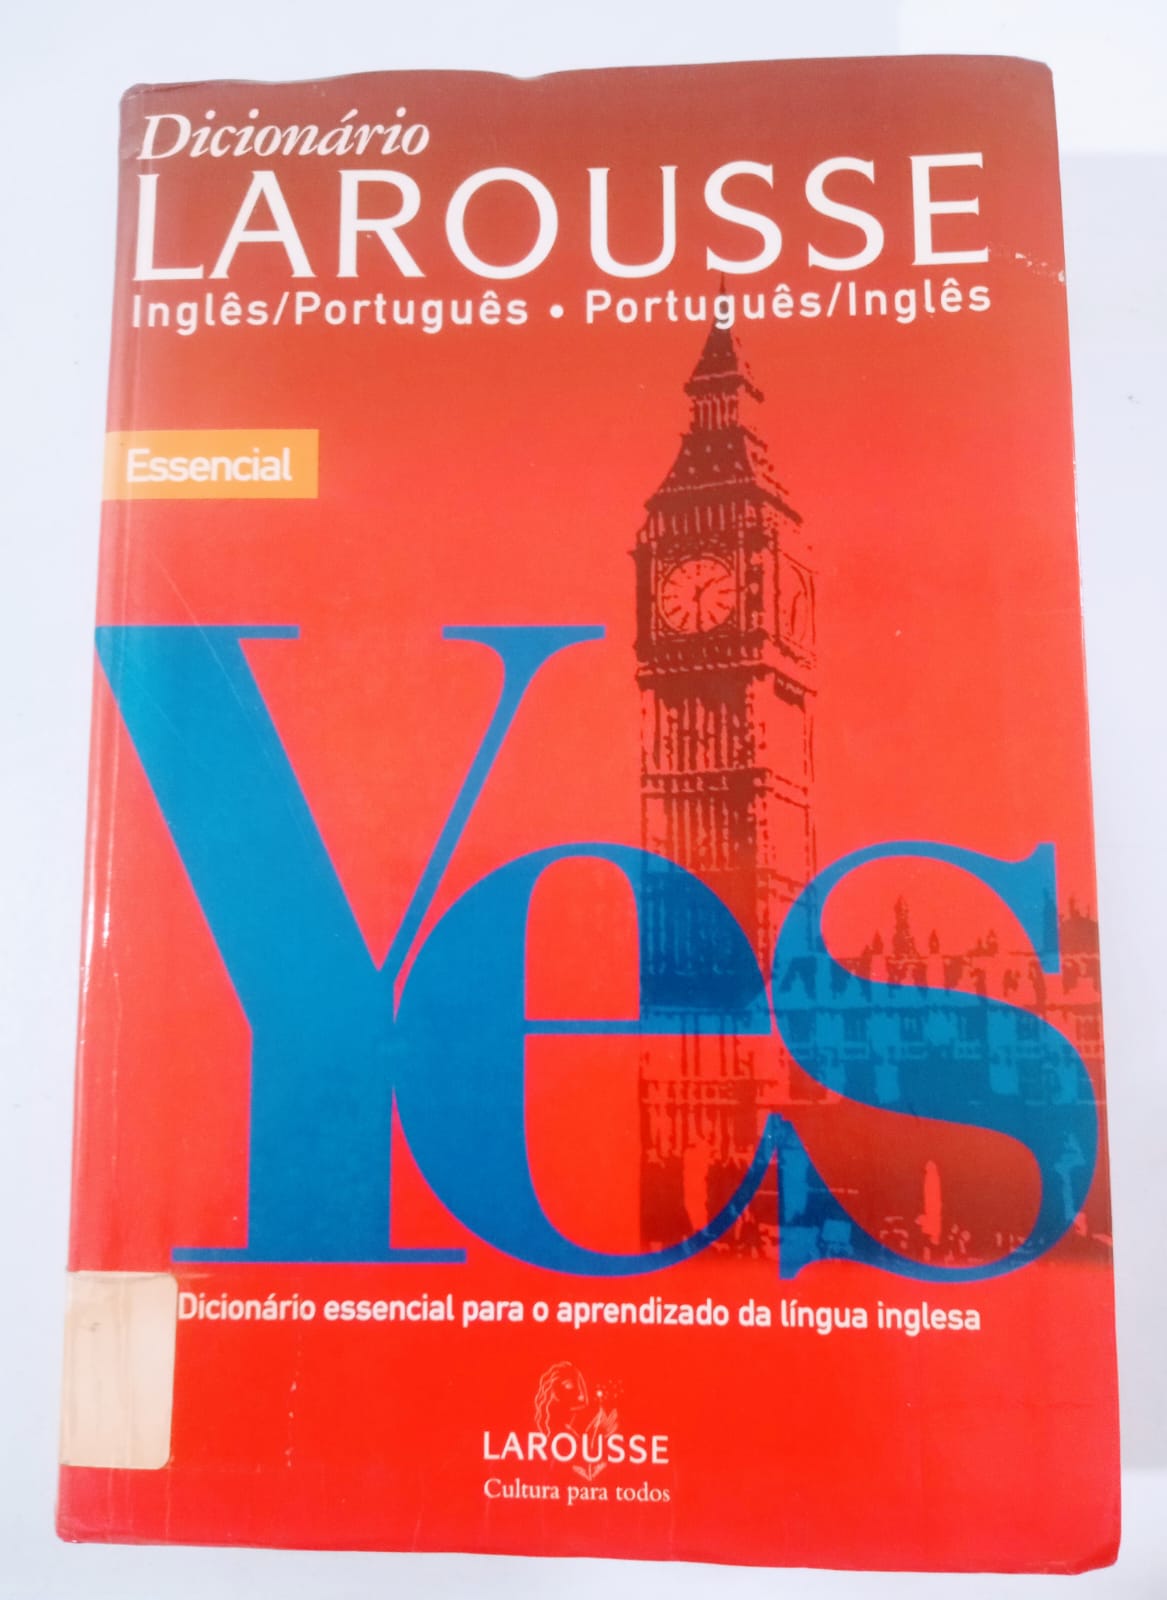 Dicionário
LAROUSSE
Inglês/Português • Português/Inglês
Essencial
Yes
Dicionário essencial para o aprendizado da língua inglesa
LAROUSSE
Cultura para todos